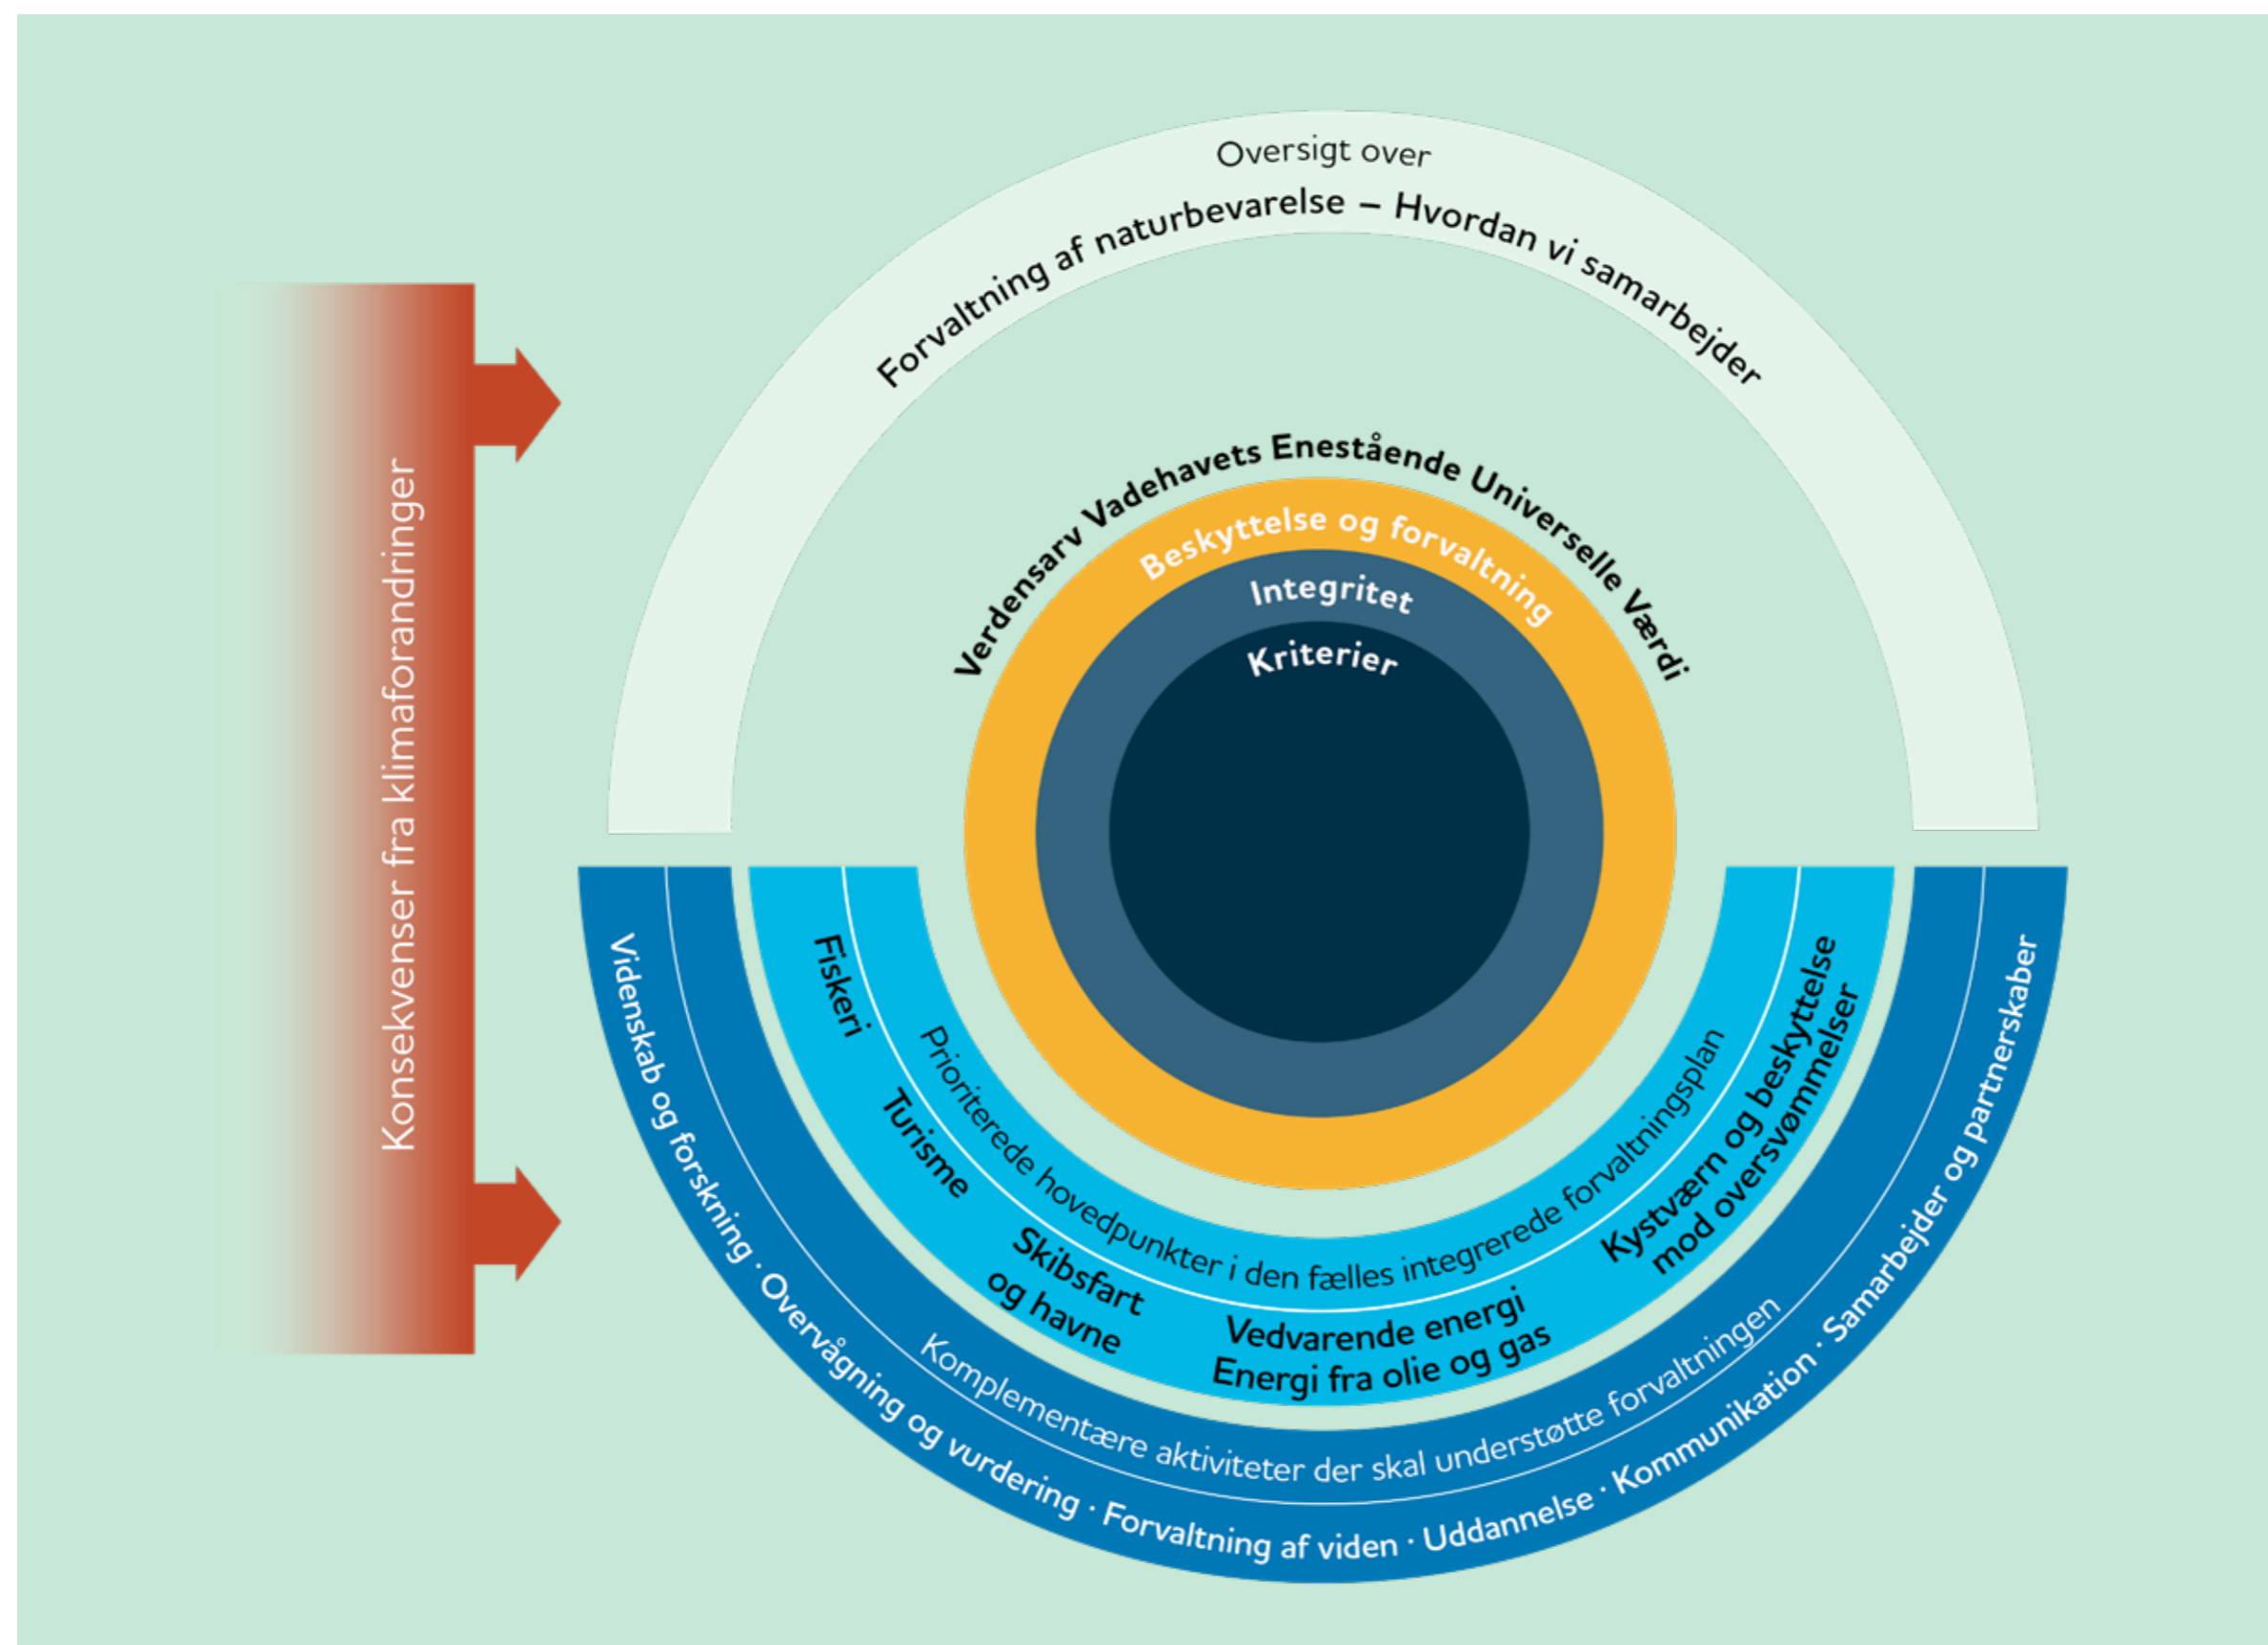 Oversigt over
Forvaltning af naturbevarelse – Hvordan vi samarbejder
Konsekvenser fra klimaforandringer
Verdensarv Vadehavets Enestående Universelle Værdi
Beskyttelse og forvaltning
Integritet
Kriterier
Prioriterede hovedpunkter i den fælles integrerede forvaltningsplan
Fiskeri
Turisme
Skibsfart
og havne
Vedvarende energi
Energi fra olie og gas
Kystværn og beskyttelse
mod oversvømmelser
Komplementære aktiviteter der skal understøtte forvaltningen
Videnskab og forskning · Overvågning og vurdering · Forvaltning af viden · Uddannelse · Kommunikation · Samarbejder og partnerskaber